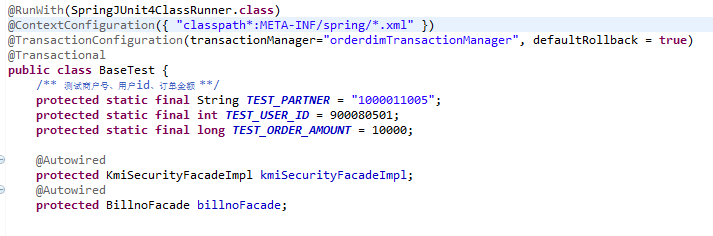 @RunWith(SpringJUnit4ClassRunner.class)
@ContextConfiguration({ "classpath*:META-INF/spring/*.xml" })
@TransactionConfiguration(transactionManager="orderdimTransactionManager", defaultRollback = true)
@Transactional
public class BaseTest {
/** 测试商户号、用户id、订单金额 **/
protected static final String TEST_PARTNER = "1000011005";
protected static final int TEST_USER_ID = 900080501;
protected static final long TEST_ORDER_AMOUNT = 10000;
@Autowired
protected KmiSecurityFacadeImpl kmiSecurityFacadeImpl;
@Autowired
protected BillnoFacade billnoFacade;